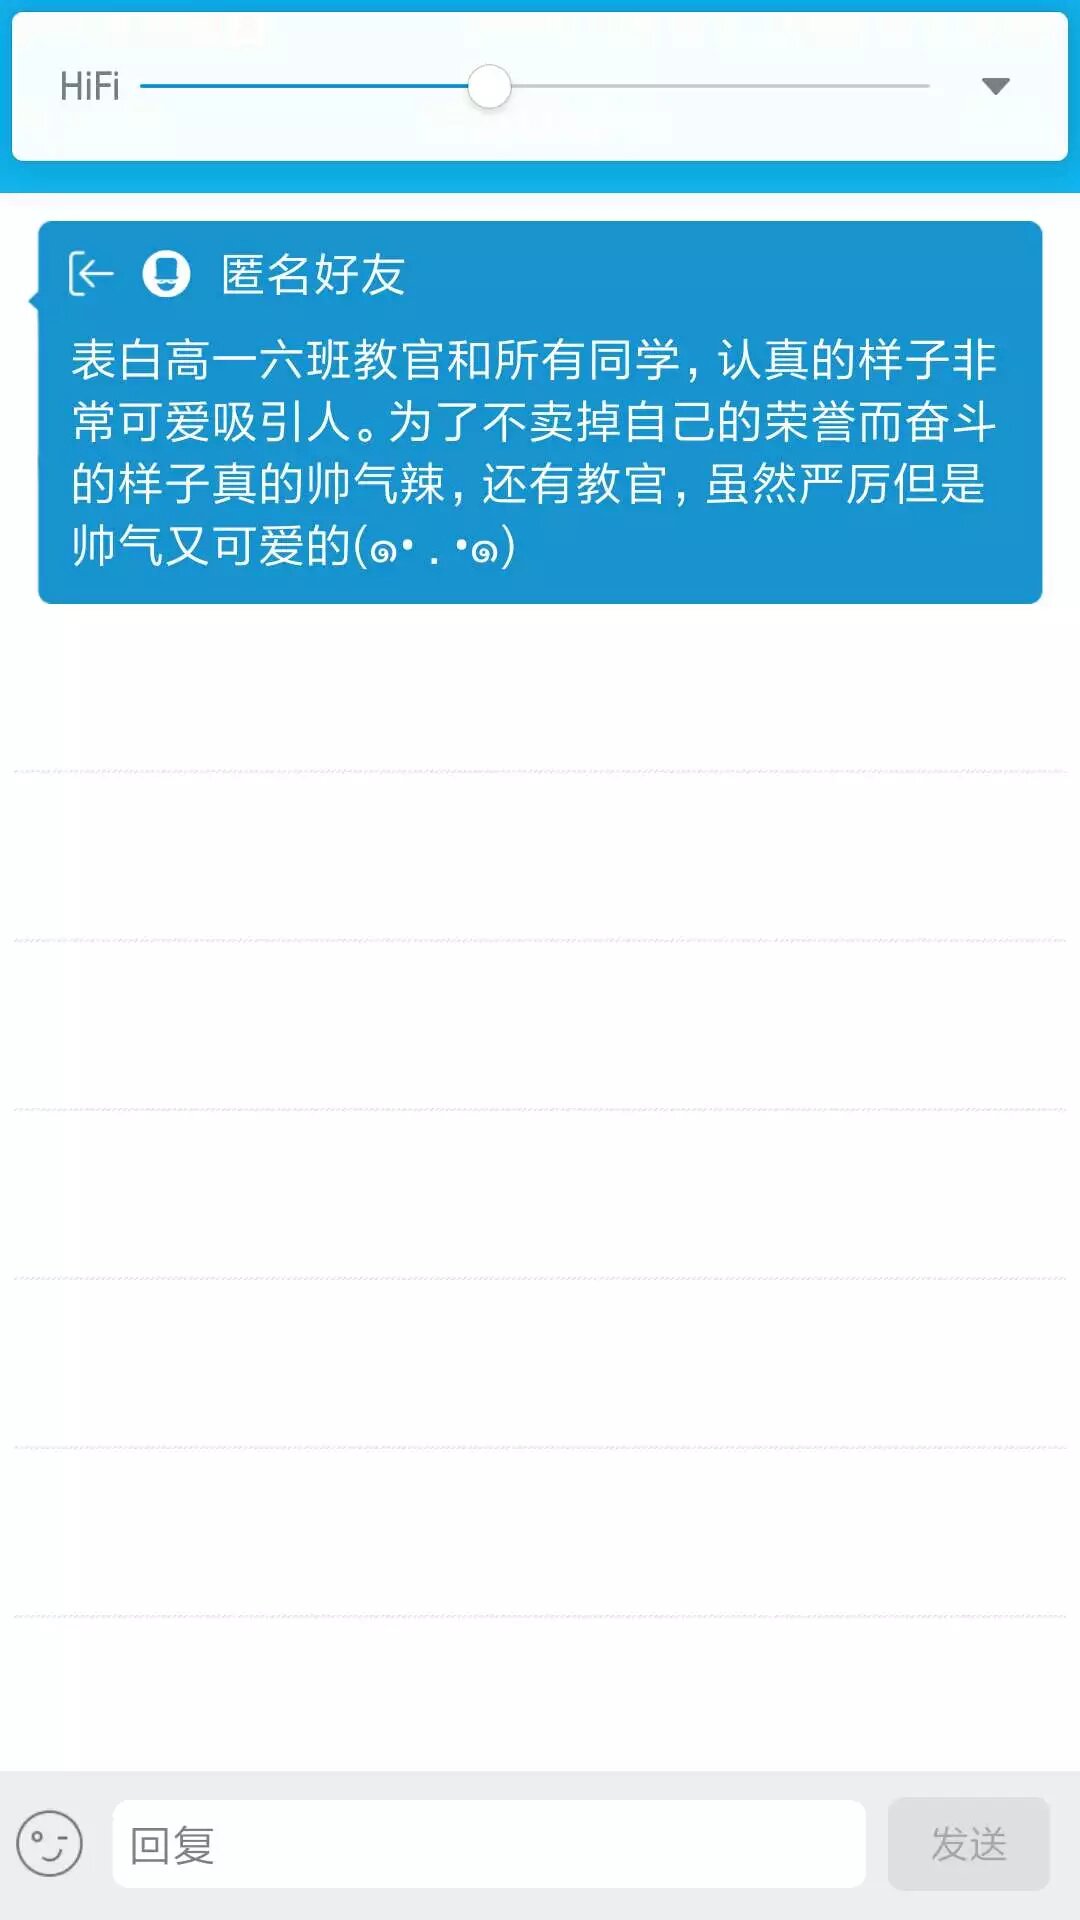 HiFi
匿名好友
表白高一六班教官和所有同学，认真的样子非
常可爱吸引人。为了不卖掉自己的荣誉而奋斗
的样子真的帅气辣，还有教官，虽然严厉但是
帅气又可爱的(๑• . •๑)
回复
发送